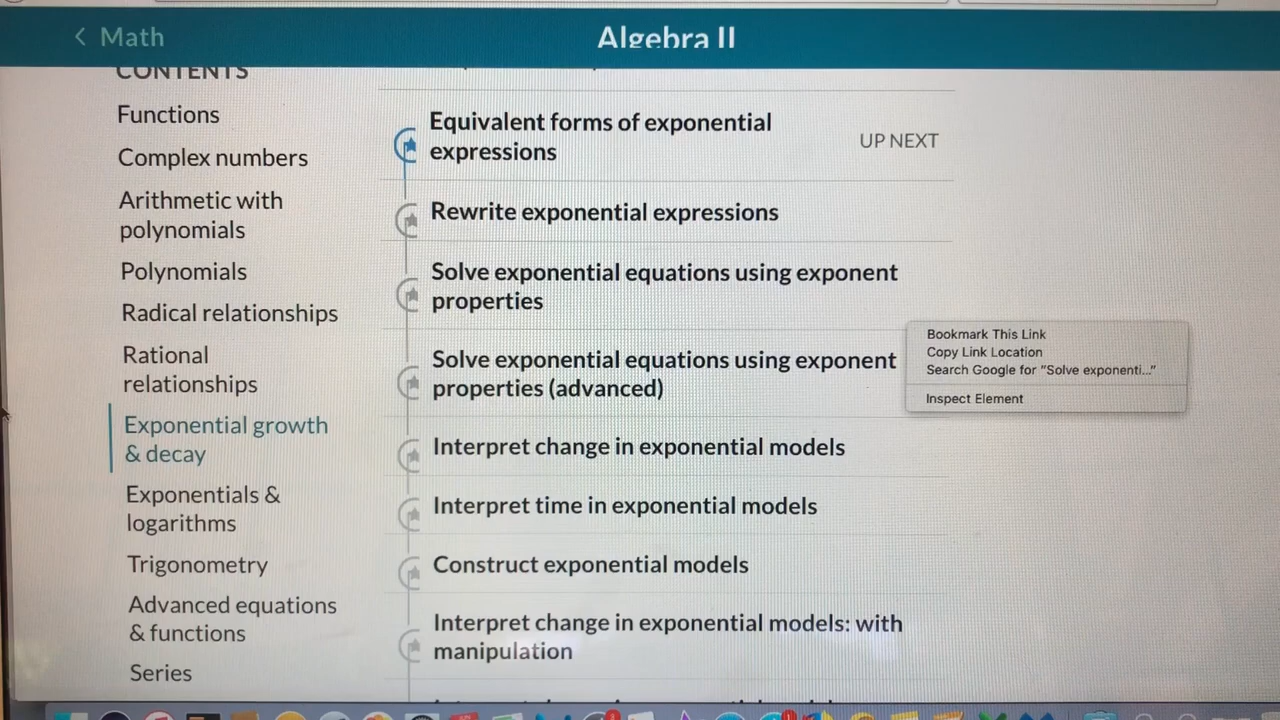 Math
Algebra II
CONTENTS
Functions
Complex numbers
Arithmetic with
polynomials
Polynomials
Radical relationships
Rational
relationships
Exponential growth
& decay
Exponentials &
logarithms
Trigonometry
Advanced equations
& functions
Series
Equivalent forms of exponential
expressions
UP NEXT
Rewrite exponential expressions
Solve exponential equations using exponent
properties
Solve exponential equations using exponent
properties (advanced)
Interpret change in exponential models
Interpret time in exponential models
Construct exponential models
Interpret change in exponential models: with
manipulation
Bookmark This Link
Copy Link Location
Search Google for "Solve exponenti..."
Inspect Element